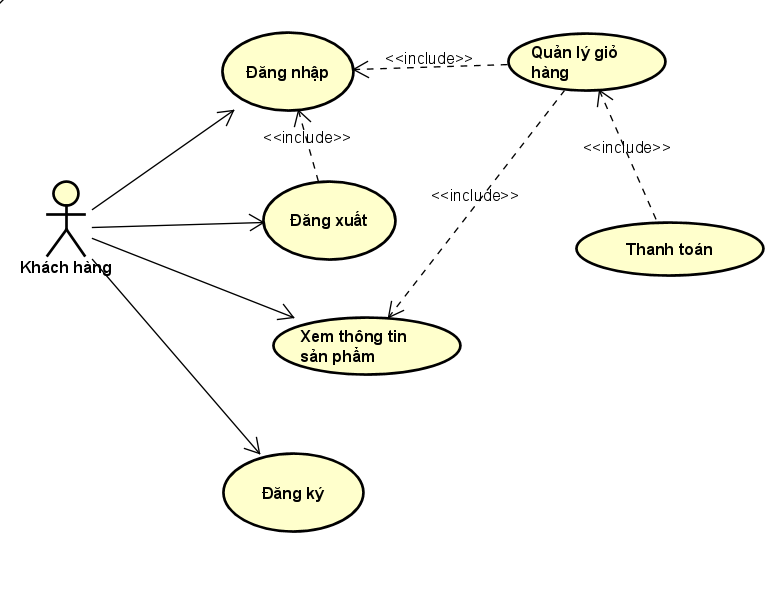 Đăng nhập
<<include>>
Quản lý giỏ
hàng
<<include>>
<<include>>
<<include>>
Đăng xuất
Thanh toán
Khách hàng
Xem thông tin
sản phẩm
Đăng ký